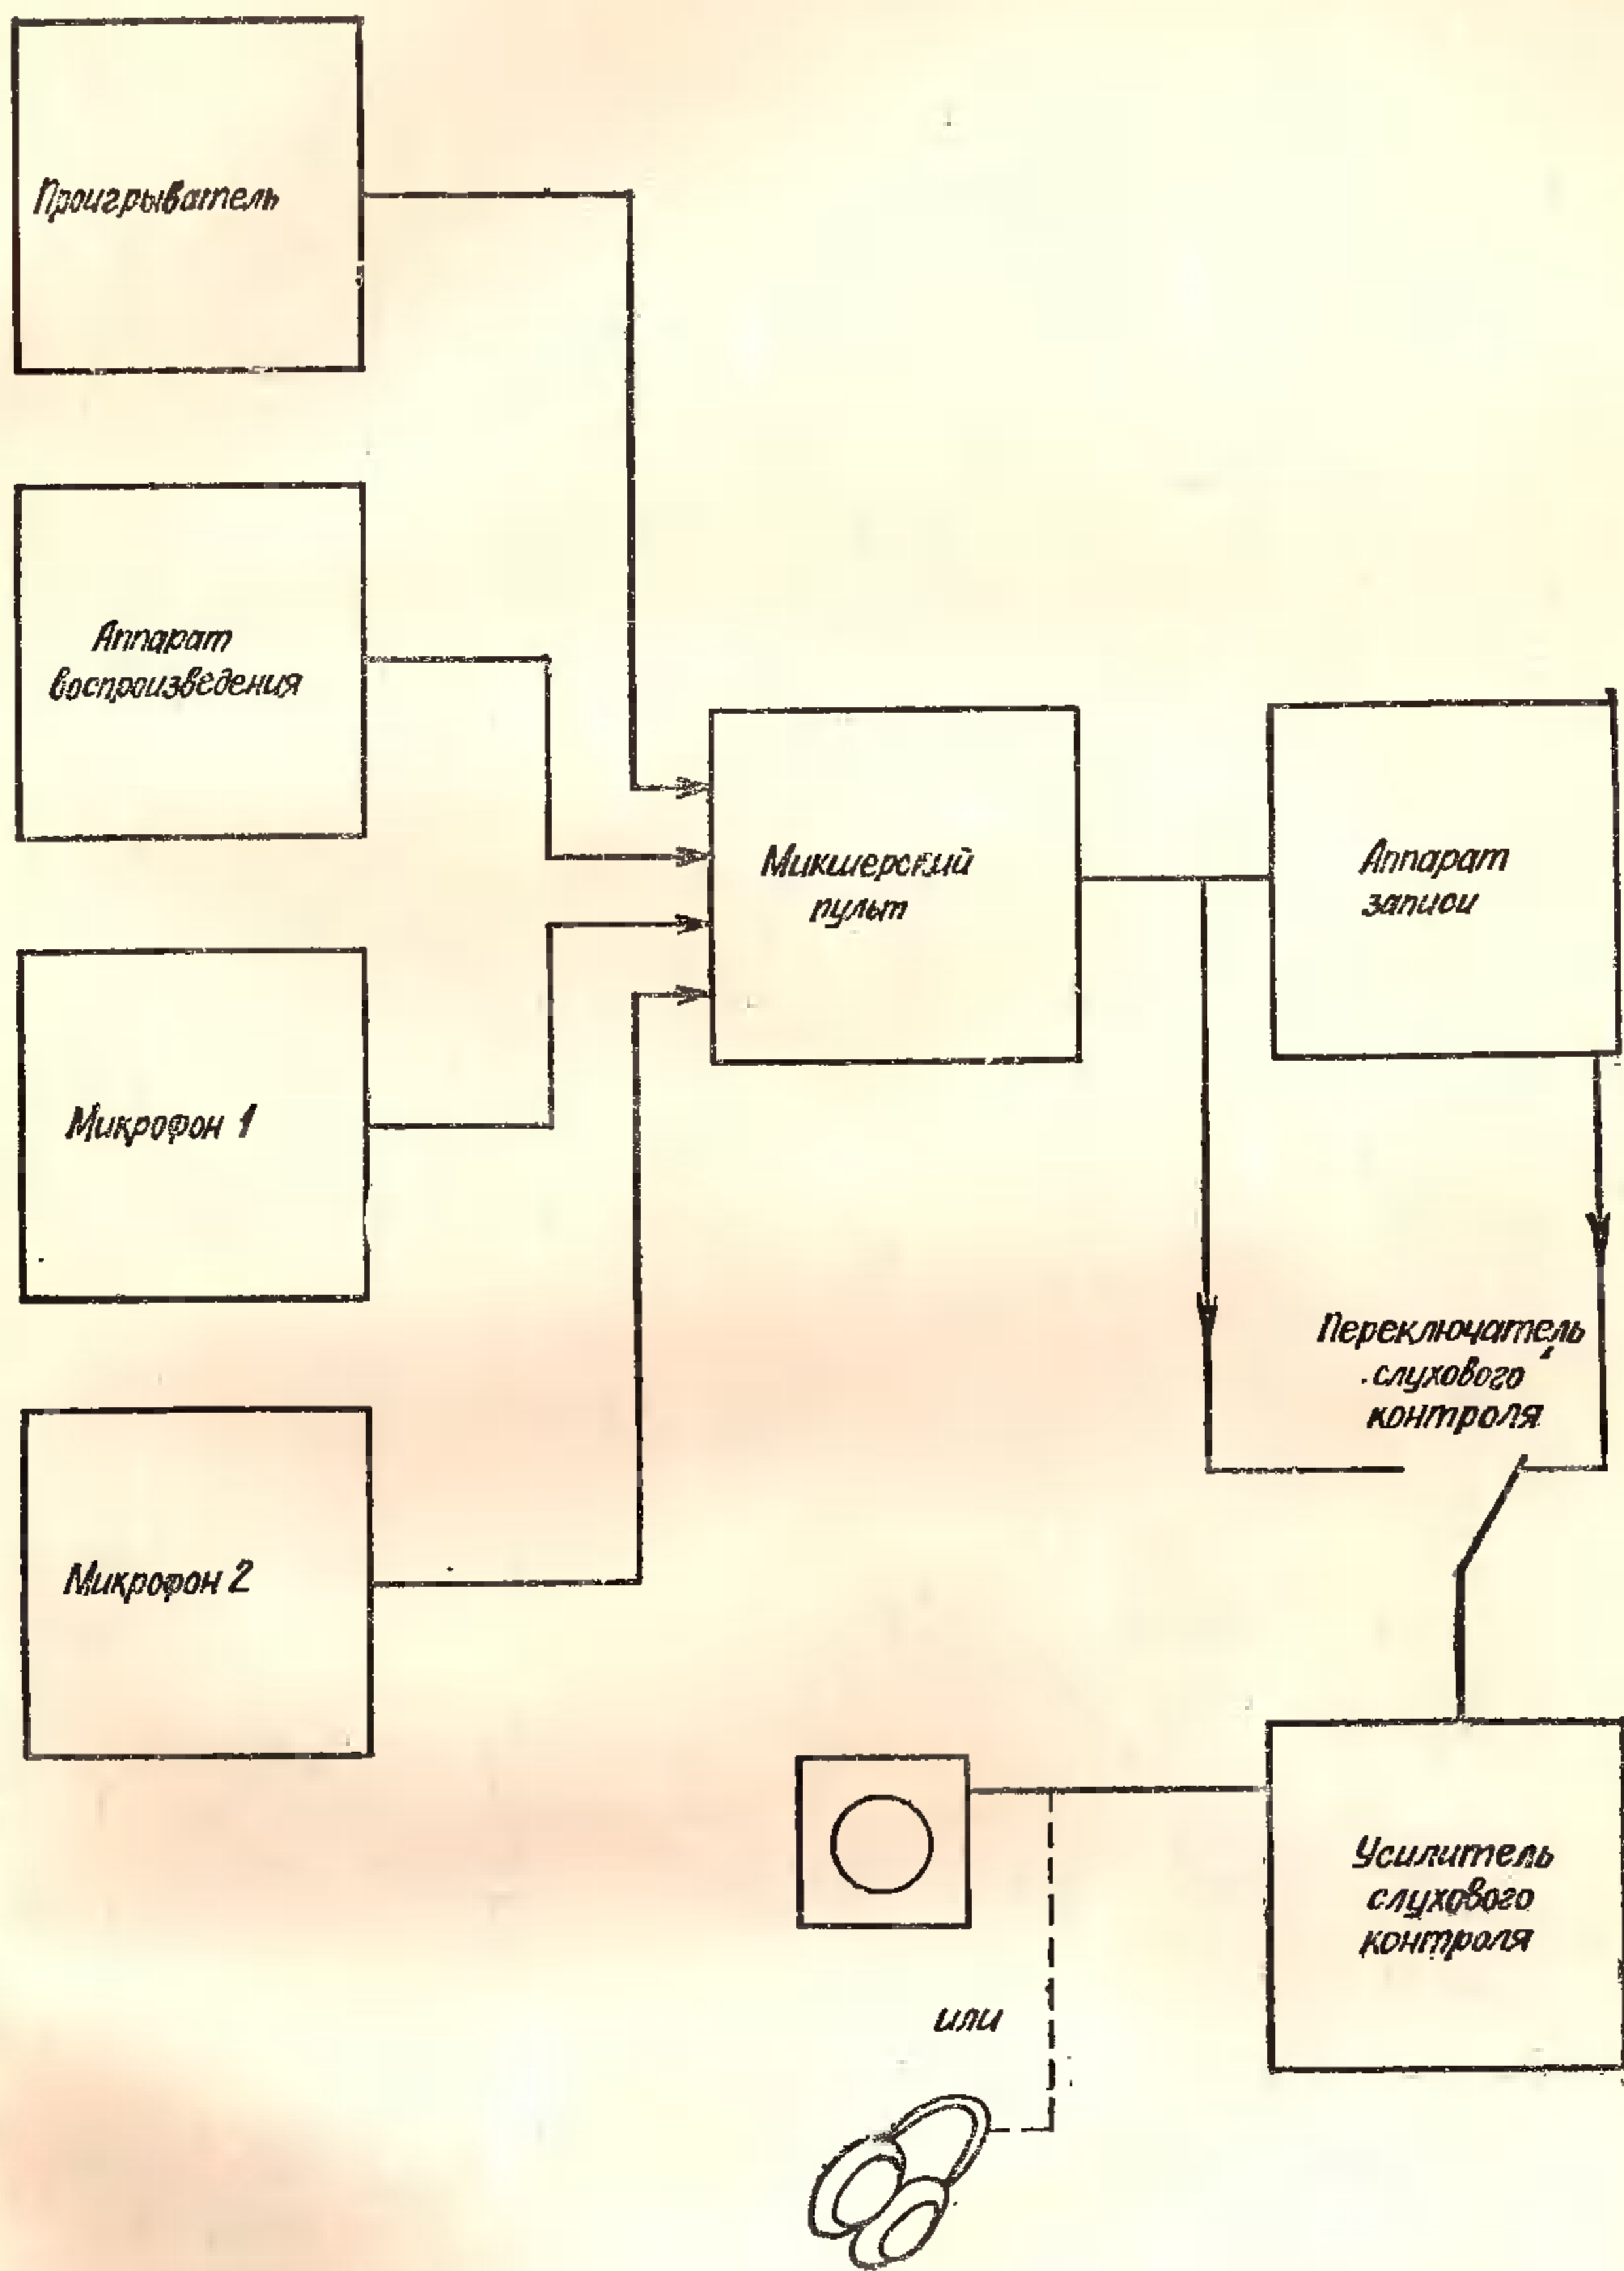 Проигрыватель
Аппарат
воспроизведения
Микшерский
пульт
Аппарат
записи
Микрофон 1
Переключатель
слухового
контроля
Микрофон 2
Усилитель
слухового
контроля
или